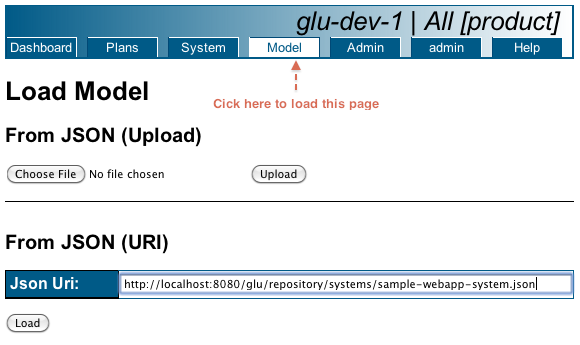 glu-dev-1 | All [product]
Dashboard Plans System Model Admin admin Help
Load Model
Cick here to load this page
From JSON (Upload)
Choose File No file chosen Upload
From JSON (URI)
Json Uri: http://localhost:8080/glu/repository/systems/sample-webapp-system.json
Load